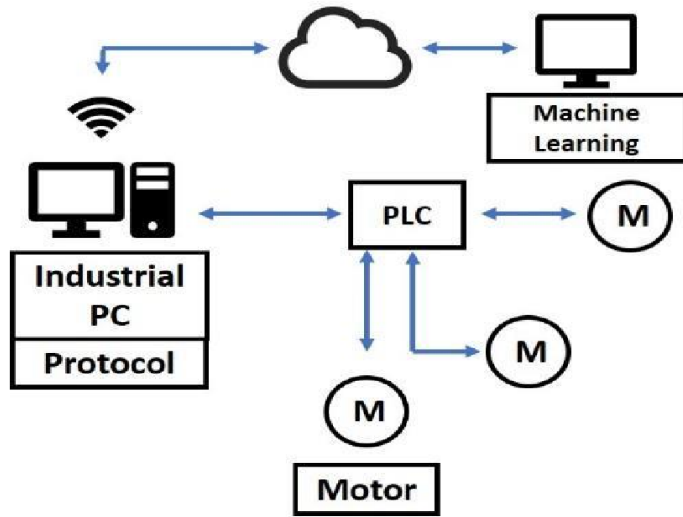 Machine
Learning
PLC
M
Industrial
PC
Protocol
M
M
Motor